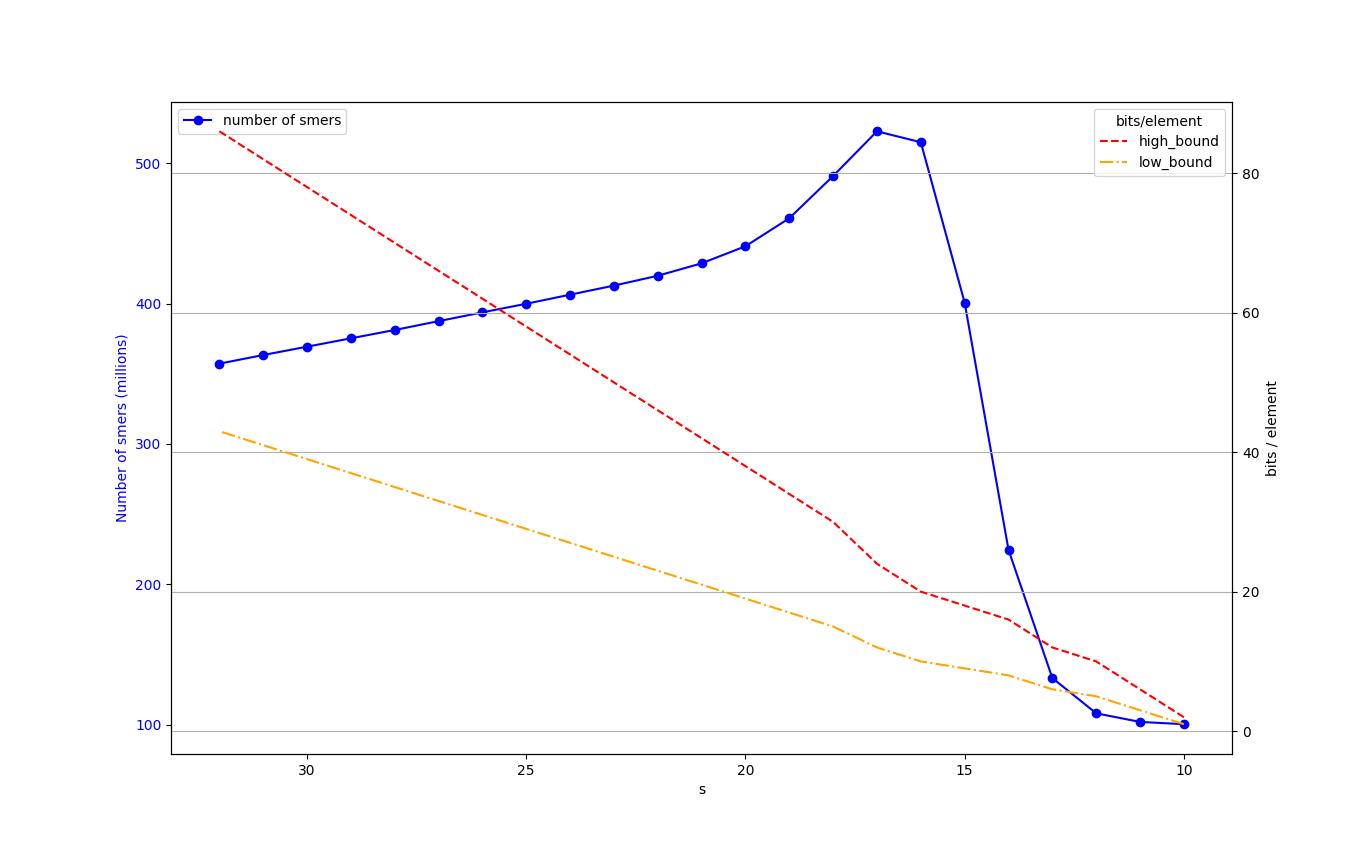 number of smers
bits/element
high_bound
low_bound
500
400
300
200
100
Number of smers (millions)
80
60
40
20
0
bits / element
30
25
20
15
10
s